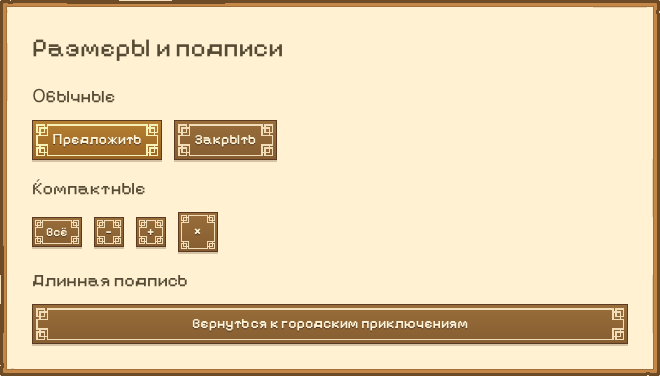 Размеры и подписи
Обычные
Предложить Закрыть
Компактные
Всё - + ×
Длинная подпись
Вернуться к городским приключениям